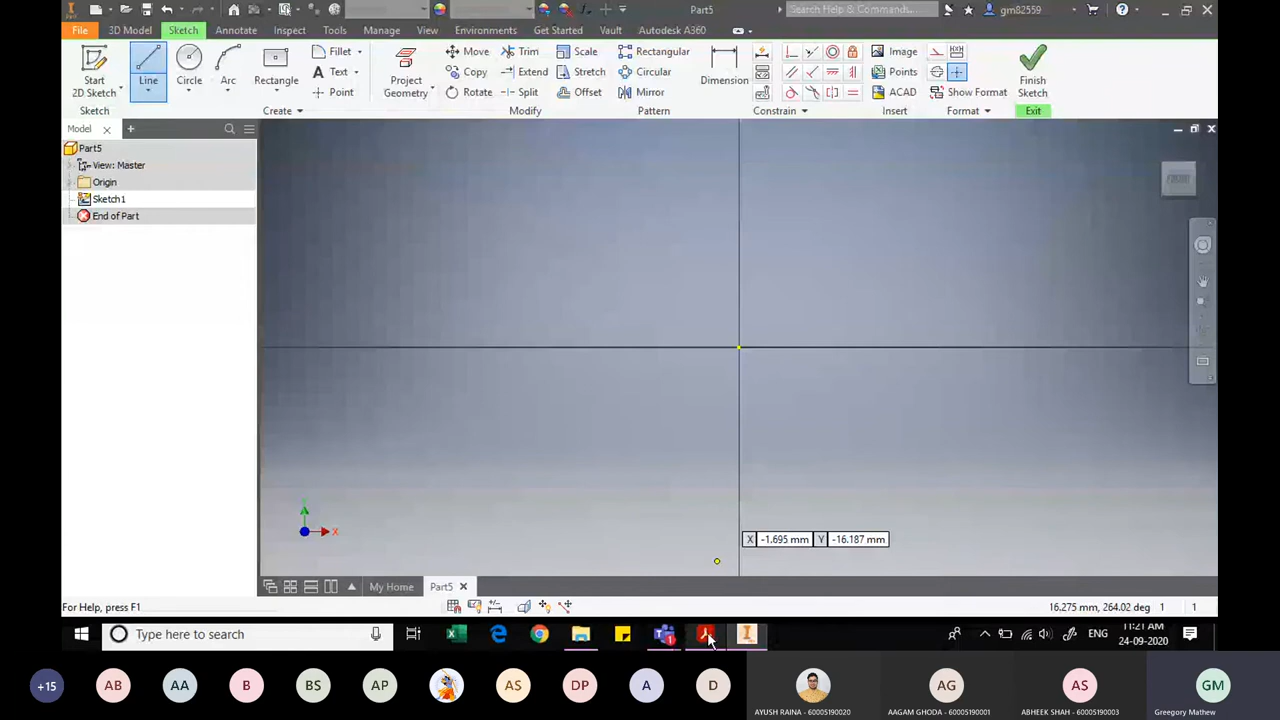 Part5
Search Help & Commands...
gm82559
File
3D Model
Sketch
Annotate
Inspect
Tools
Manage
View
Environments
Get Started
Vault
Autodesk A360
Start
2D Sketch
Line
Circle
Arc
Rectangle
Fillet
Text
Point
Project
Geometry
Move
Trim
Scale
Copy
Extend
Stretch
Rotate
Split
Offset
Rectangular
Circular
Mirror
Dimension
Image
Points
ACAD
Show Format
Finish
Sketch
Sketch
Create
Modify
Pattern
Constrain
Insert
Format
Exit
Model
Part5
View: Master
Origin
Sketch1
End of Part
FRONT
X
X -1.695 mm Y -16.187 mm
My Home
Part5
For Help, press F1
16.275 mm, 264.02 deg 1 1
Type here to search
ENG
11:21 AM
24-09-2020
+15
AB
AA
B
BS
AP
AS
DP
A
D
AG
AS
GM
AYUSH RAINA - 60005190020
AAGAM GHODA - 60005190001
ABHEEK SHAH - 60005190003
Greegory Mathew